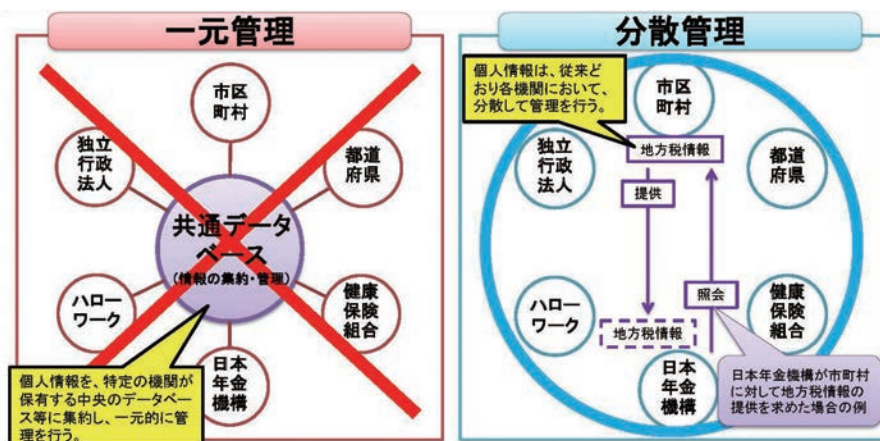 一元管理
市区
町村
独立
行政
法人
都道
府県
共通データ
ベース
(情報の集約・管理)
ハロー
ワーク
健康
保険
組合
日本
年金
機構
個人情報を、特定の機関が
保有する中央のデータベー
ス等に集約し、一元的に管
理を行う。
分散管理
個人情報は、従来ど
おり各機関において、
分散して管理を行う。
市区
町村
地方税情報
独立
行政
法人
都道
府県
提供
照会
ハロー
ワーク
地方税情報
健康
保険
組合
日本
年金
機構
日本年金機構が市町村
に対して地方税情報の
提供を求めた場合の例